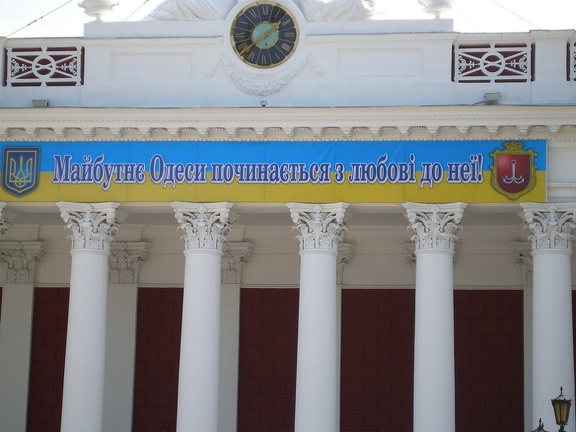 Майбутнє Одеси починається з любові до неї!